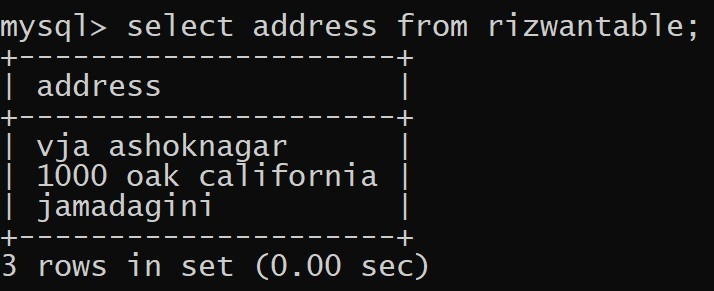 mysql> select address from rizwantable;
+---------------------+
| address             |
+---------------------+
| vja ashoknagar      |
| 1000 oak california |
| jamadagini          |
+---------------------+
3 rows in set (0.00 sec)